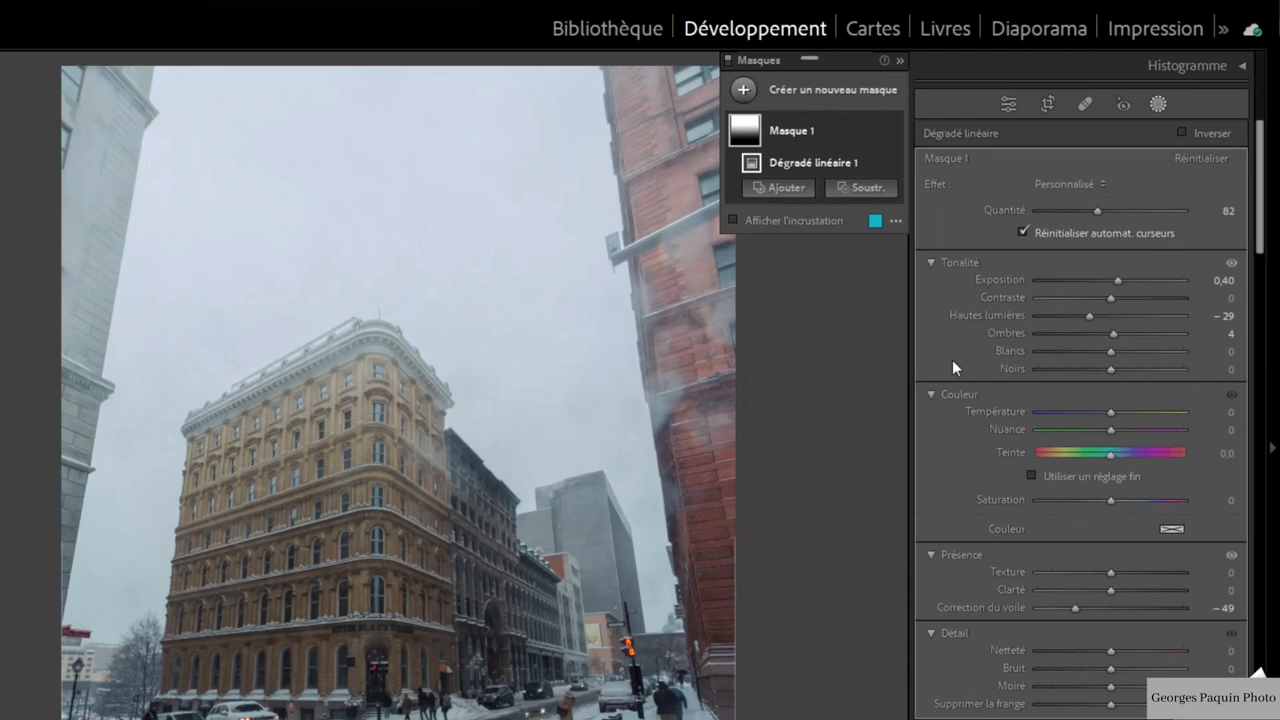 Bibliothèque Développement Cartes Livres Diaporama Impression »
Masques
Créer un nouveau masque
Masque 1
Dégradé linéaire 1
Ajouter Soustr.
Afficher l'incrustation
Histogramme
Dégradé linéaire Inverser
Masque 1 Réinitialiser
Effet : Personnalisé
Quantité 82
Réinitialiser automat. curseurs
Tonalité
Exposition 0,40
Contraste 0
Hautes lumières – 29
Ombres 4
Blancs 0
Noirs 0
Couleur
Température 0
Nuance 0
Teinte 0,0
Utiliser un réglage fin
Saturation 0
Couleur
Présence
Texture 0
Clarté 0
Correction du voile – 49
Détail
Netteté 0
Bruit 0
Moiré
Supprimer la frange
Georges Paquin Photo